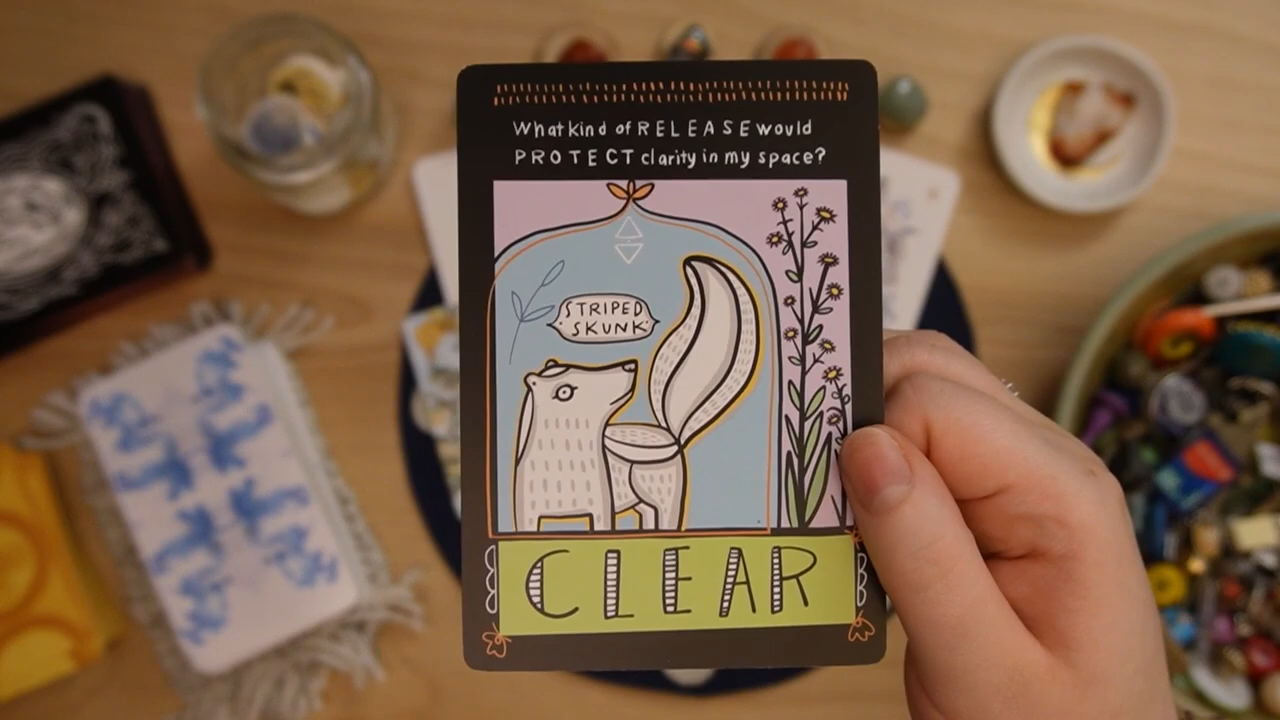 What kind of RELEASE would
PROTECT clarity in my space?
STRIPED
SKUNK
CLEAR